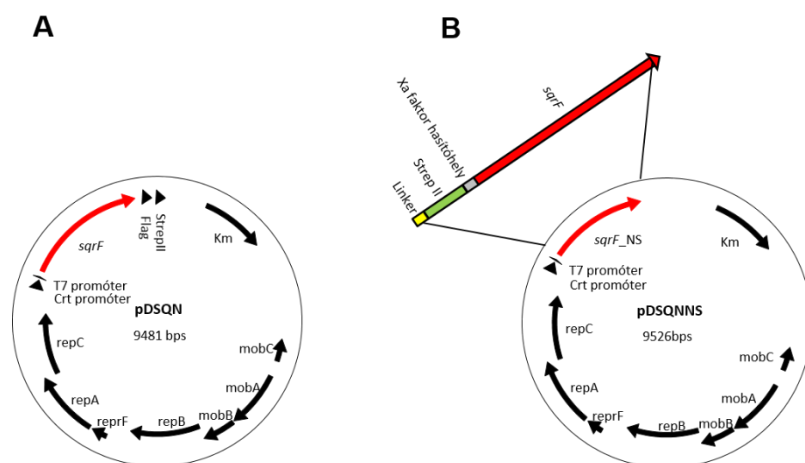 A
sqrF
Flag
StrepII
Km
T7 promóter
Crt promóter
pDSQN
9481 bps
repC
repA
reprF
repB
mobB
mobA
mobC
B
Linker
Strep II
Xa faktor hasítóhely
sqrF
sqrF_NS
Km
T7 promóter
Crt promóter
pDSQNNS
9526bps
repC
repA
reprF
repB
mobB
mobA
mobC